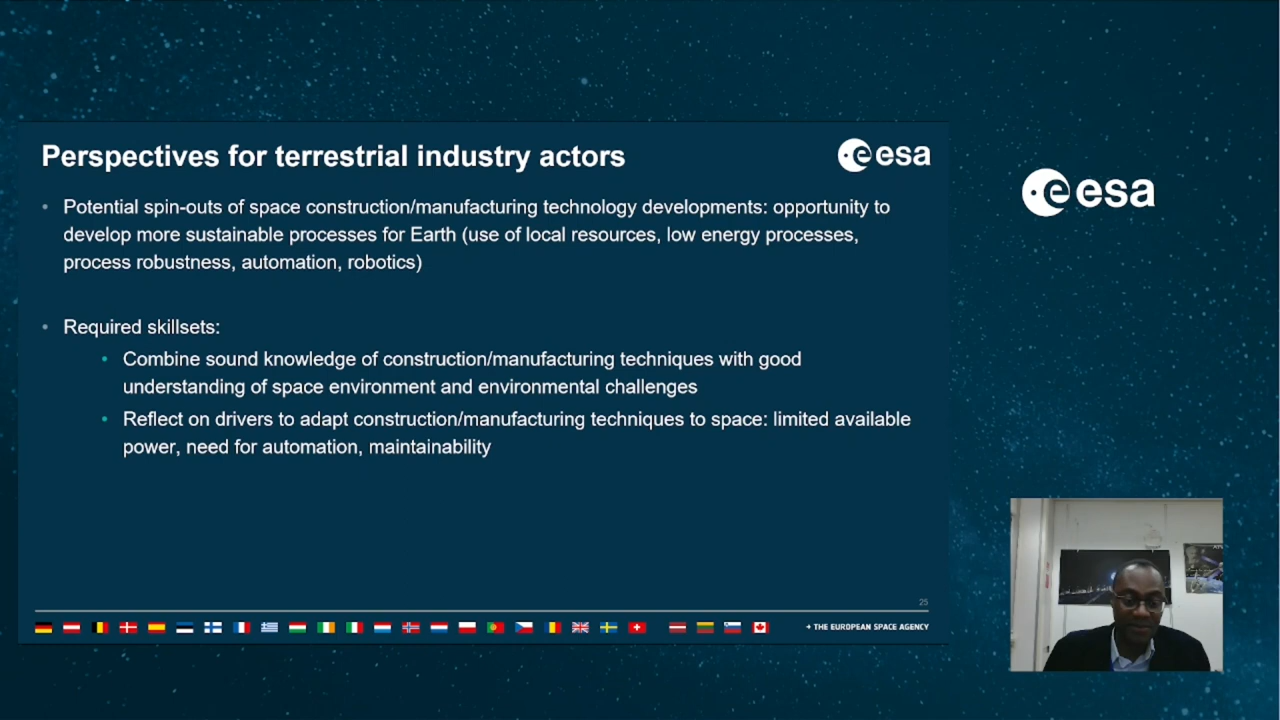 Perspectives for terrestrial industry actors
esa
esa
• Potential spin-outs of space construction/manufacturing technology developments: opportunity to
develop more sustainable processes for Earth (use of local resources, low energy processes,
process robustness, automation, robotics)
• Required skillsets:
• Combine sound knowledge of construction/manufacturing techniques with good
understanding of space environment and environmental challenges
• Reflect on drivers to adapt construction/manufacturing techniques to space: limited available
power, need for automation, maintainability
25
→ THE EUROPEAN SPACE AGENCY